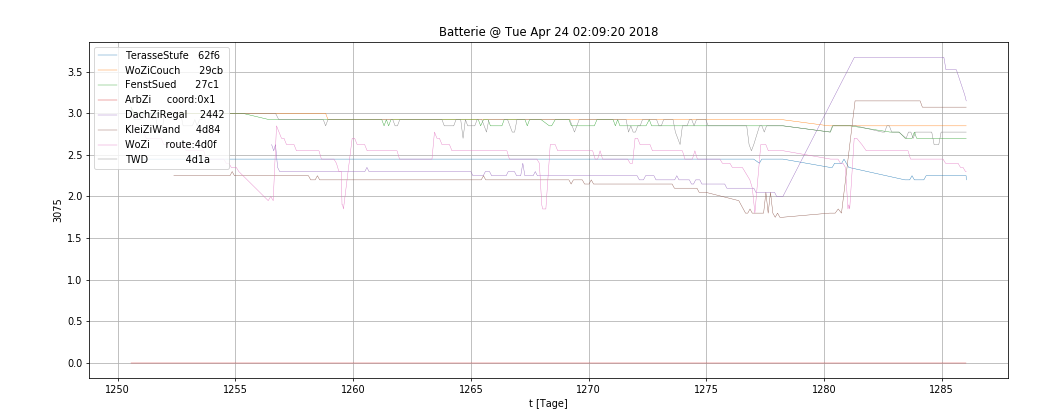 Batterie @ Tue Apr 24 02:09:20 2018
TerasseStufe 62f6
WoZiCouch 29cb
FenstSued 27c1
ArbZi coord:0x1
DachZiRegal 2442
KleiZiWand 4d84
WoZi route:4d0f
TWD 4d1a
3.5
3.0
2.5
2.0
1.5
1.0
0.5
0.0
3075
1250 1255 1260 1265 1270 1275 1280 1285
t [Tage]